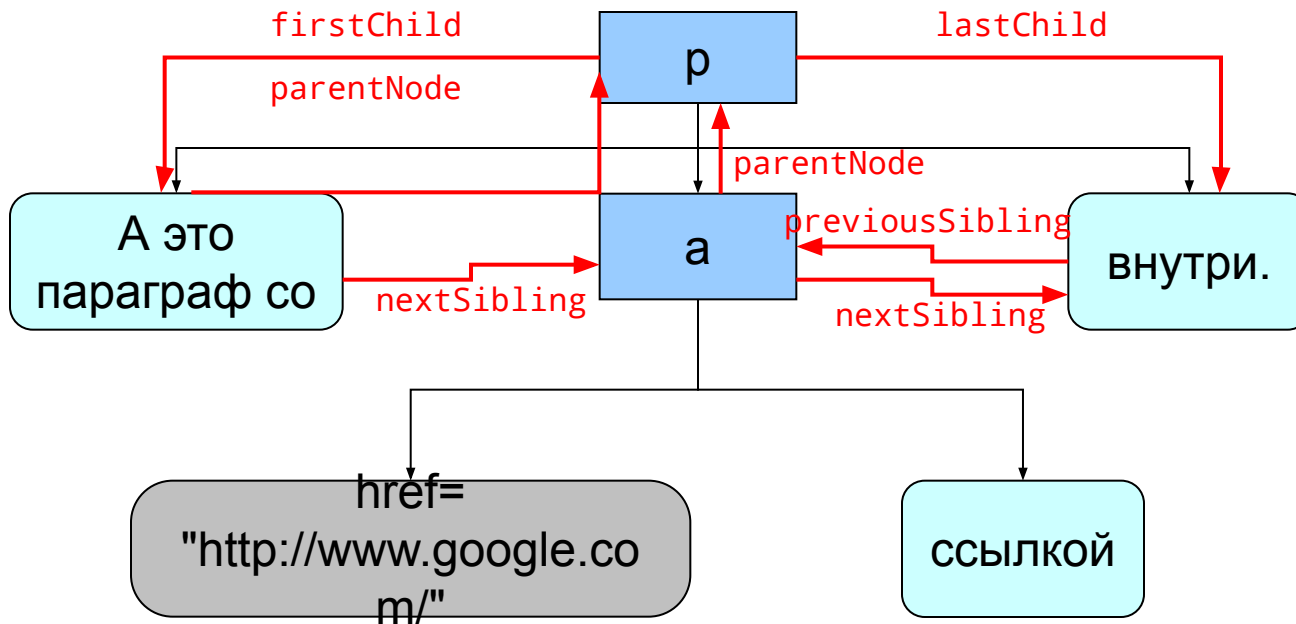 firstChild
p
lastChild
parentNode
parentNode
А это
параграф со
a
previousSibling
внутри.
nextSibling
nextSibling
href=
"http://www.google.co
m/"
ссылкой